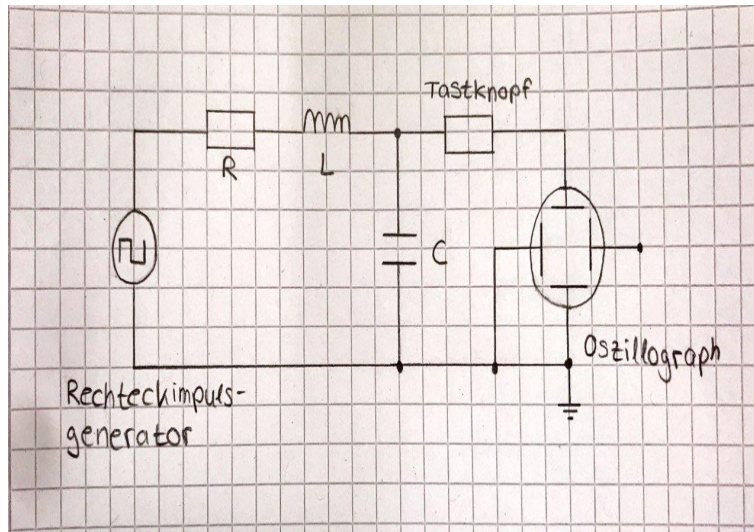 Tastknopf
R
L
C
Oszillograph
Rechteckimpuls-
generator